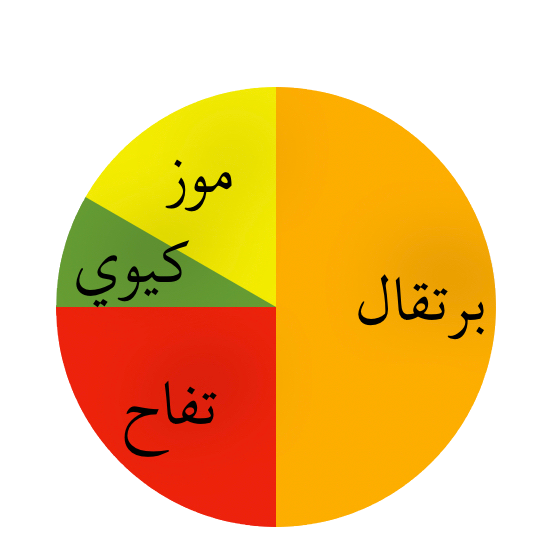 موز
كيوي
برتقال
تفاح